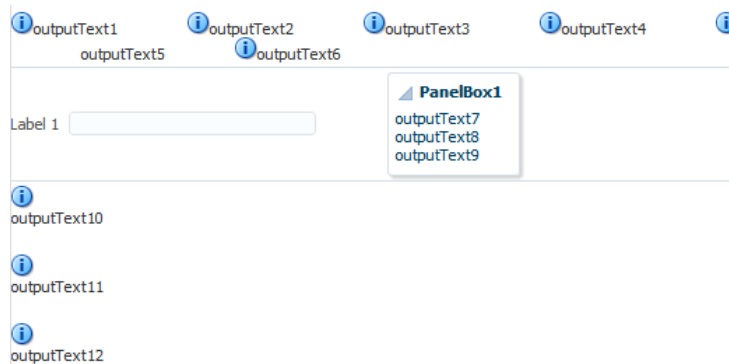 outputText1 outputText2 outputText3 outputText4
outputText5 outputText6
Label 1
PanelBox1
outputText7
outputText8
outputText9
outputText10
outputText11
outputText12